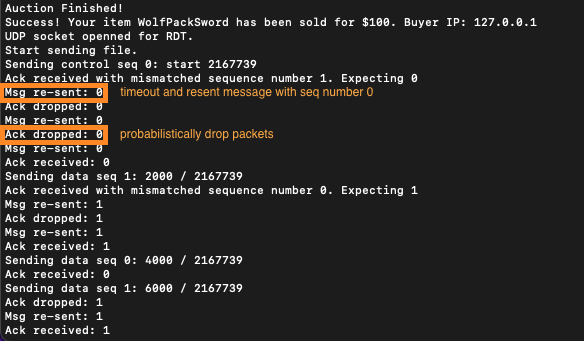 Auction Finished!
Success! Your item WolfPackSword has been sold for $100. Buyer IP: 127.0.0.1
UDP socket openned for RDT.
Start sending file.
Sending control seq 0: start 2167739
Ack received with mismatched sequence number 1. Expecting 0
Msg re-sent: 0 timeout and resent message with seq number 0
Ack dropped: 0
Msg re-sent: 0
Ack dropped: 0 probabilistically drop packets
Msg re-sent: 0
Ack received: 0
Sending data seq 1: 2000 / 2167739
Ack received with mismatched sequence number 0. Expecting 1
Msg re-sent: 1
Ack dropped: 1
Msg re-sent: 1
Ack received: 1
Sending data seq 0: 4000 / 2167739
Ack received: 0
Sending data seq 1: 6000 / 2167739
Ack dropped: 1
Msg re-sent: 1
Ack received: 1